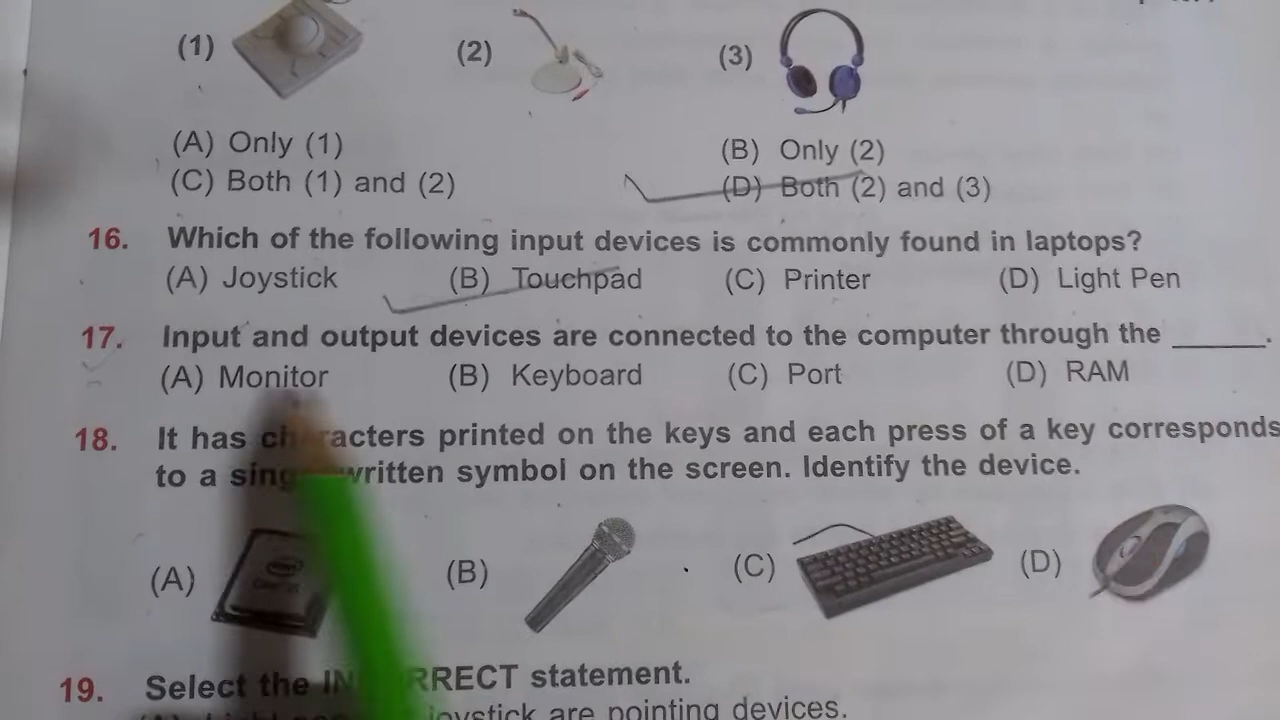 (1) (2) (3)
(A) Only (1) (B) Only (2)
(C) Both (1) and (2) (D) Both (2) and (3)
16. Which of the following input devices is commonly found in laptops?
(A) Joystick (B) Touchpad (C) Printer (D) Light Pen
17. Input and output devices are connected to the computer through the ______.
(A) Monitor (B) Keyboard (C) Port (D) RAM
18. It has characters printed on the keys and each press of a key corresponds
to a written symbol on the screen. Identify the device.
(A) (B) (C) (D)
19. Select the INCORRECT statement.
joystick are pointing devices.